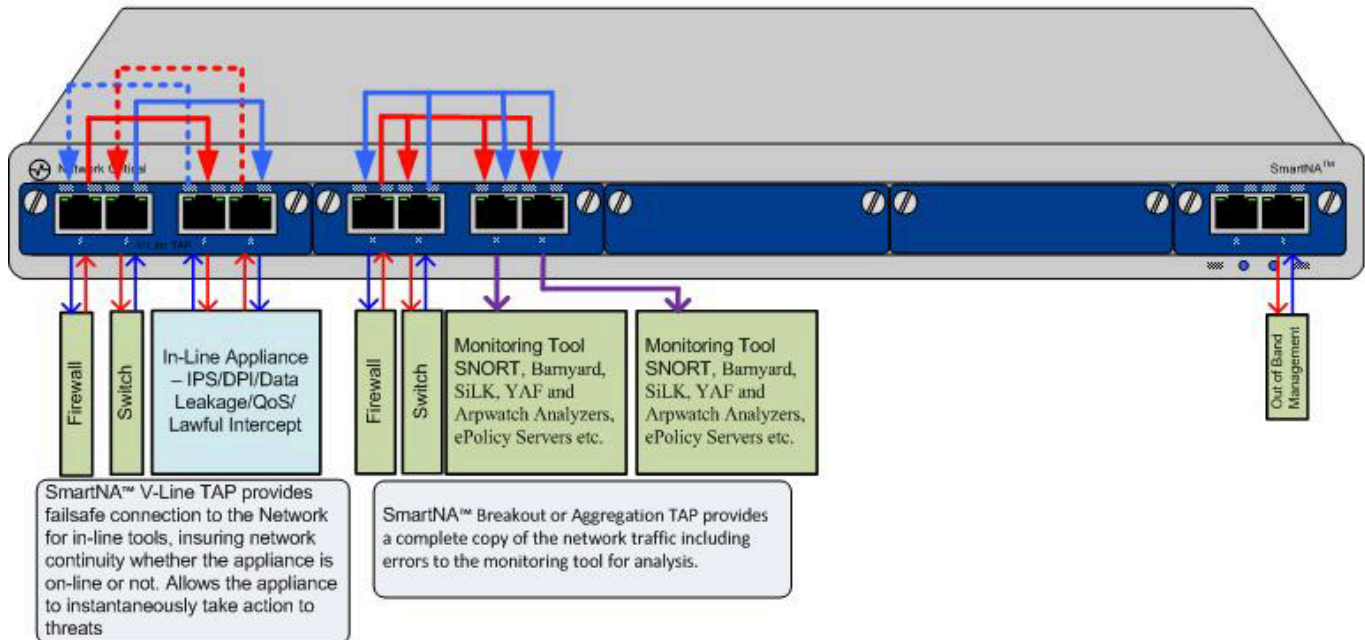 Network Critical
SmartNA™
V-Line TAP
Firewall
Switch
In-Line Appliance
– IPS/DPI/Data
Leakage/QoS/
Lawful Intercept
Firewall
Switch
Monitoring Tool
SNORT, Barnyard,
SiLK, YAF and
Arpwatch Analyzers,
ePolicy Servers etc.
Monitoring Tool
SNORT, Barnyard,
SiLK, YAF and
Arpwatch Analyzers,
ePolicy Servers etc.
Out of Band
Management
SmartNA™ V-Line TAP provides
failsafe connection to the Network
for in-line tools, insuring network
continuity whether the appliance is
on-line or not. Allows the appliance
to instantaneously take action to
threats
SmartNA™ Breakout or Aggregation TAP provides
a complete copy of the network traffic including
errors to the monitoring tool for analysis.